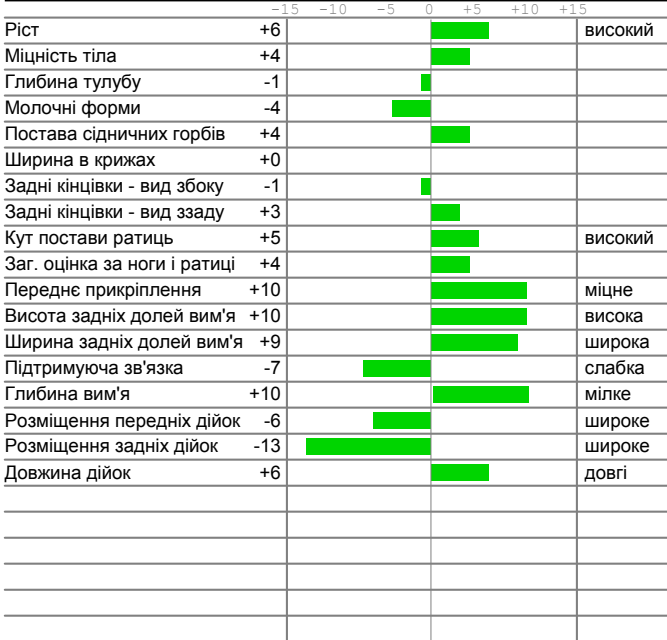 -15 -10 -5 0 +5 +10 +15
Ріст +6 високий
Міцність тіла +4
Глибина тулубу -1
Молочні форми -4
Постава сідничних горбів +4
Ширина в крижах +0
Задні кінцівки - вид збоку -1
Задні кінцівки - вид ззаду +3
Кут постави ратиць +5 високий
Заг. оцінка за ноги і ратиці +4
Переднє прикріплення +10 міцне
Висота задніх долей вим'я +10 висока
Ширина задніх долей вим'я +9 широка
Підтримуюча зв'язка -7 слабка
Глибина вим'я +10 мілке
Розміщення передніх дійок -6 широке
Розміщення задніх дійок -13 широке
Довжина дійок +6 довгі